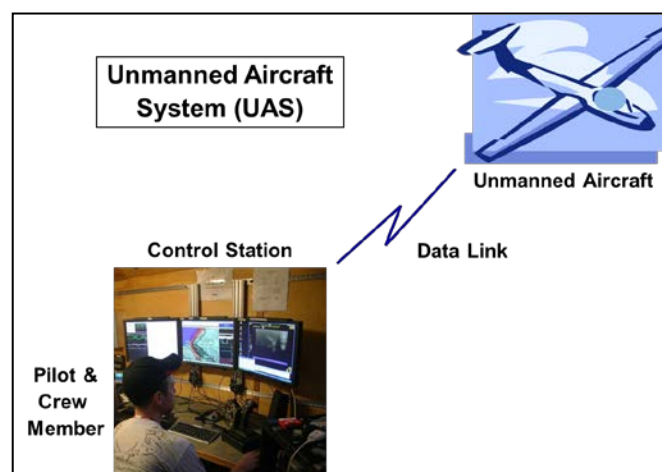 Unmanned Aircraft
System (UAS)
Unmanned Aircraft
Control Station
Data Link
Pilot &
Crew
Member